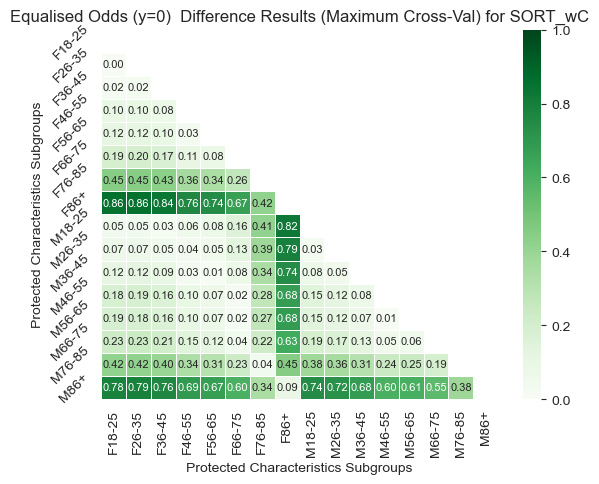 Equalised Odds (y=0)  Difference Results (Maximum Cross-Val) for SORT_wC
Protected Characteristics Subgroups
F18-25
F26-35 0.00
F36-45 0.02 0.02
F46-55 0.10 0.10 0.08
F56-65 0.12 0.12 0.10 0.03
F66-75 0.19 0.20 0.17 0.11 0.08
F76-85 0.45 0.45 0.43 0.36 0.34 0.26
F86+ 0.86 0.86 0.84 0.76 0.74 0.67 0.42
M18-25 0.05 0.05 0.03 0.06 0.08 0.16 0.41 0.82
M26-35 0.07 0.07 0.05 0.04 0.05 0.13 0.39 0.79 0.03
M36-45 0.12 0.12 0.09 0.03 0.01 0.08 0.34 0.74 0.08 0.05
M46-55 0.18 0.19 0.16 0.10 0.07 0.02 0.28 0.68 0.15 0.12 0.08
M56-65 0.19 0.18 0.16 0.10 0.07 0.02 0.27 0.68 0.15 0.12 0.07 0.01
M66-75 0.23 0.23 0.21 0.15 0.12 0.04 0.22 0.63 0.19 0.17 0.13 0.05 0.06
M76-85 0.42 0.42 0.40 0.34 0.31 0.23 0.04 0.45 0.38 0.36 0.31 0.24 0.25 0.19
M86+ 0.78 0.79 0.76 0.69 0.67 0.60 0.34 0.09 0.74 0.72 0.68 0.60 0.61 0.55 0.38
F18-25 F26-35 F36-45 F46-55 F56-65 F66-75 F76-85 F86+ M18-25 M26-35 M36-45 M46-55 M56-65 M66-75 M76-85 M86+
Protected Characteristics Subgroups
1.0
0.8
0.6
0.4
0.2
0.0